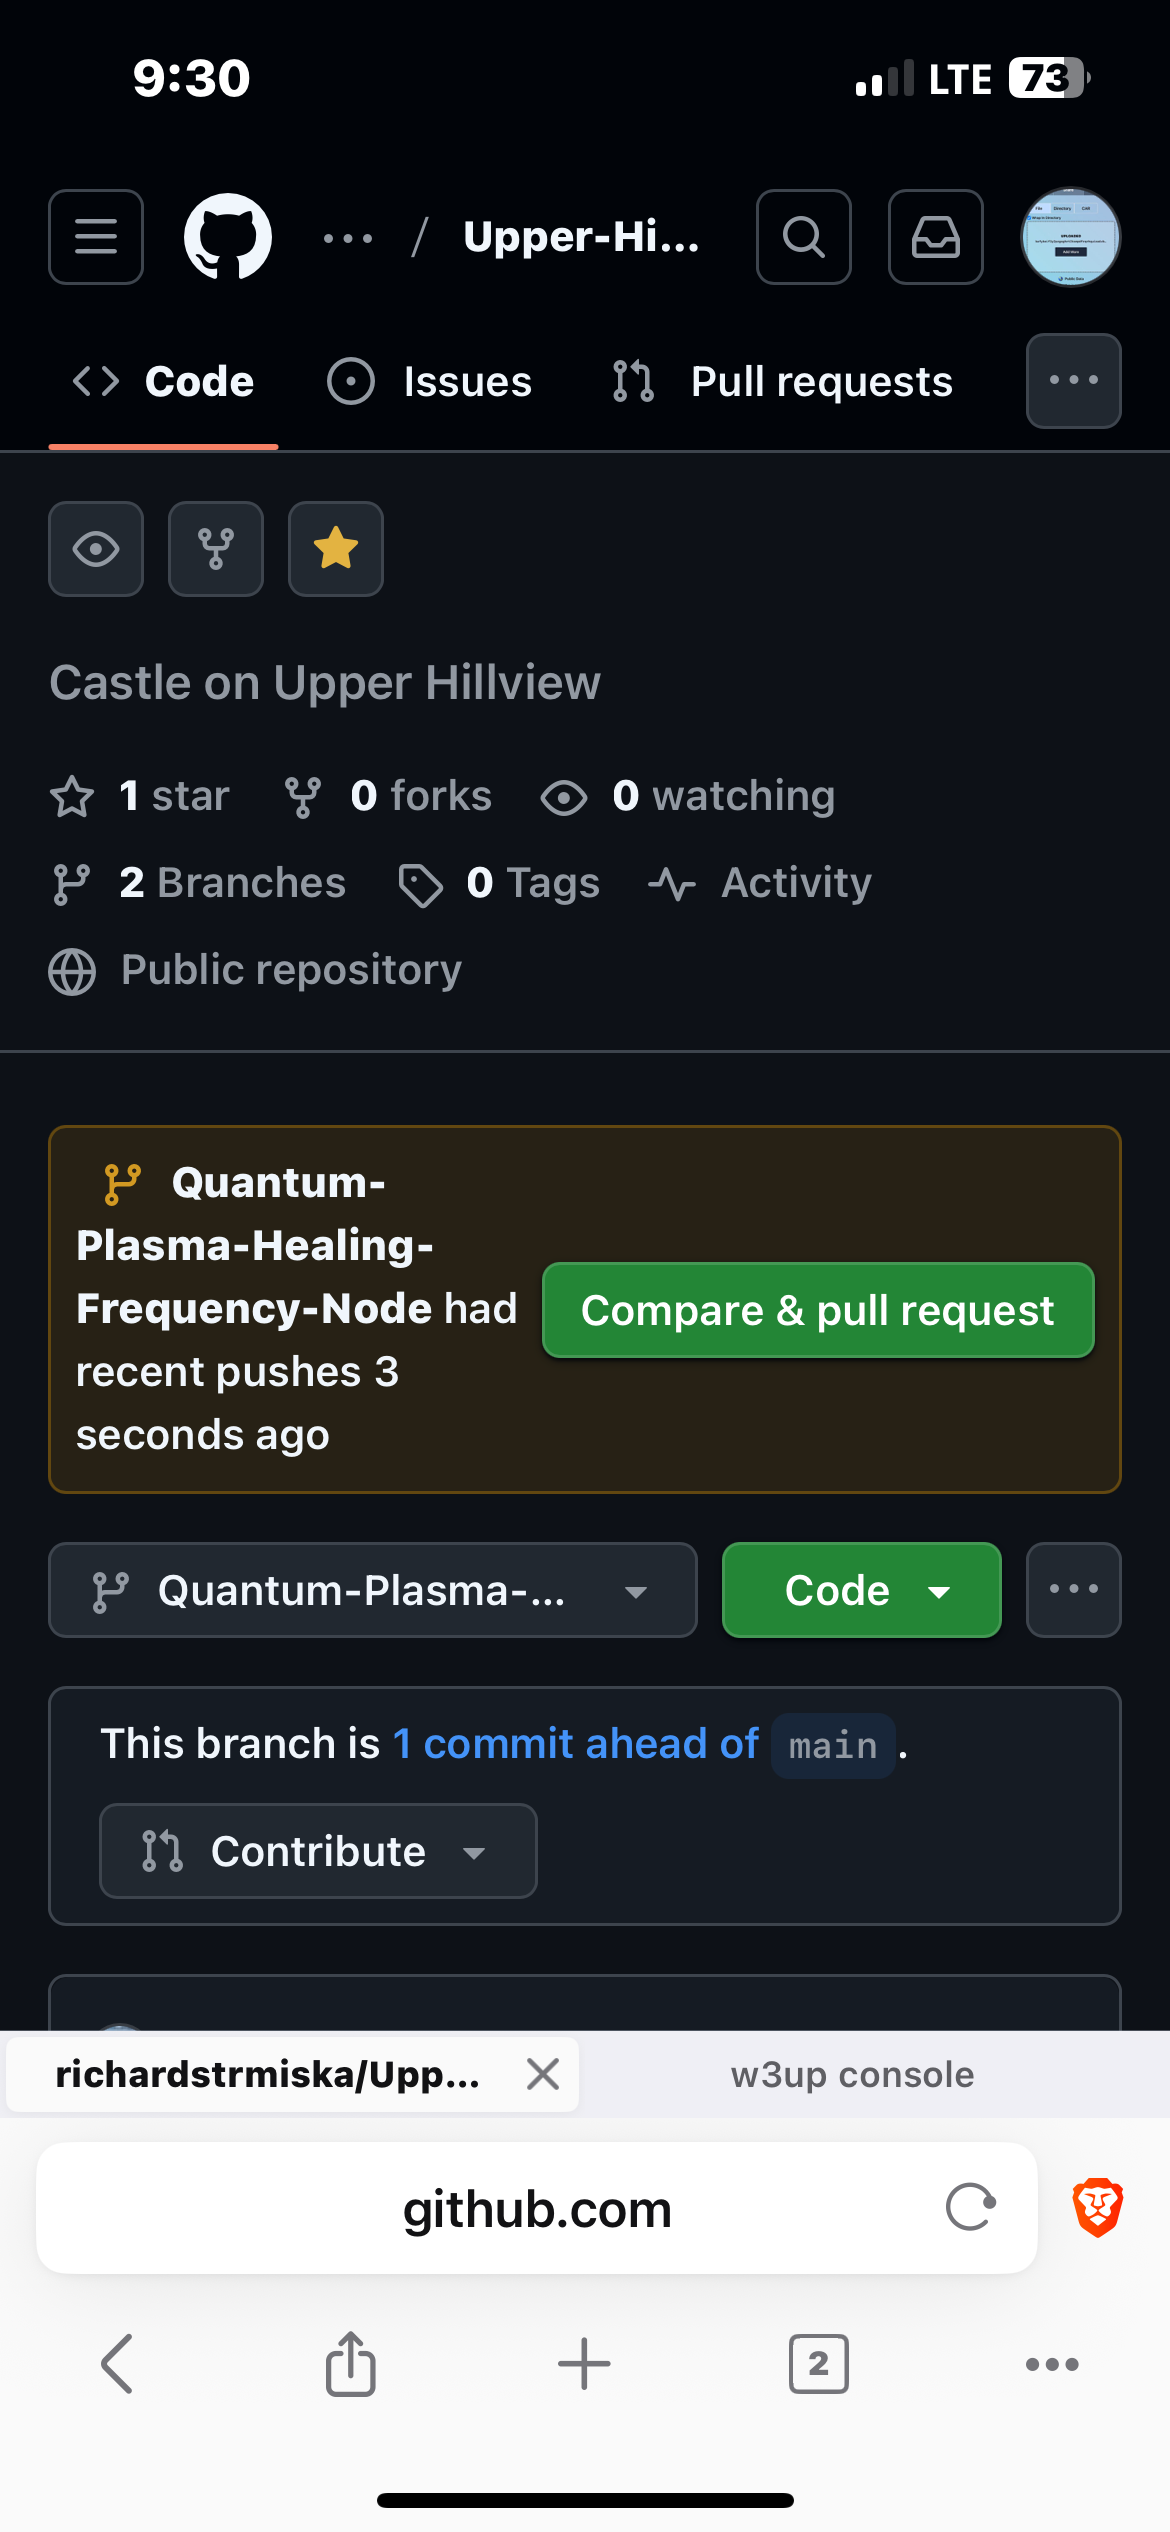 9:30
LTE 73
/ Upper-Hi...
Code
Issues
Pull requests
Castle on Upper Hillview
1 star
0 forks
0 watching
2 Branches
0 Tags
Activity
Public repository
Quantum-
Plasma-Healing-
Frequency-Node had
recent pushes 3
seconds ago
Compare & pull request
Quantum-Plasma-...
Code
This branch is 1 commit ahead of main .
Contribute
richardstrmiska/Upp...
w3up console
github.com
2